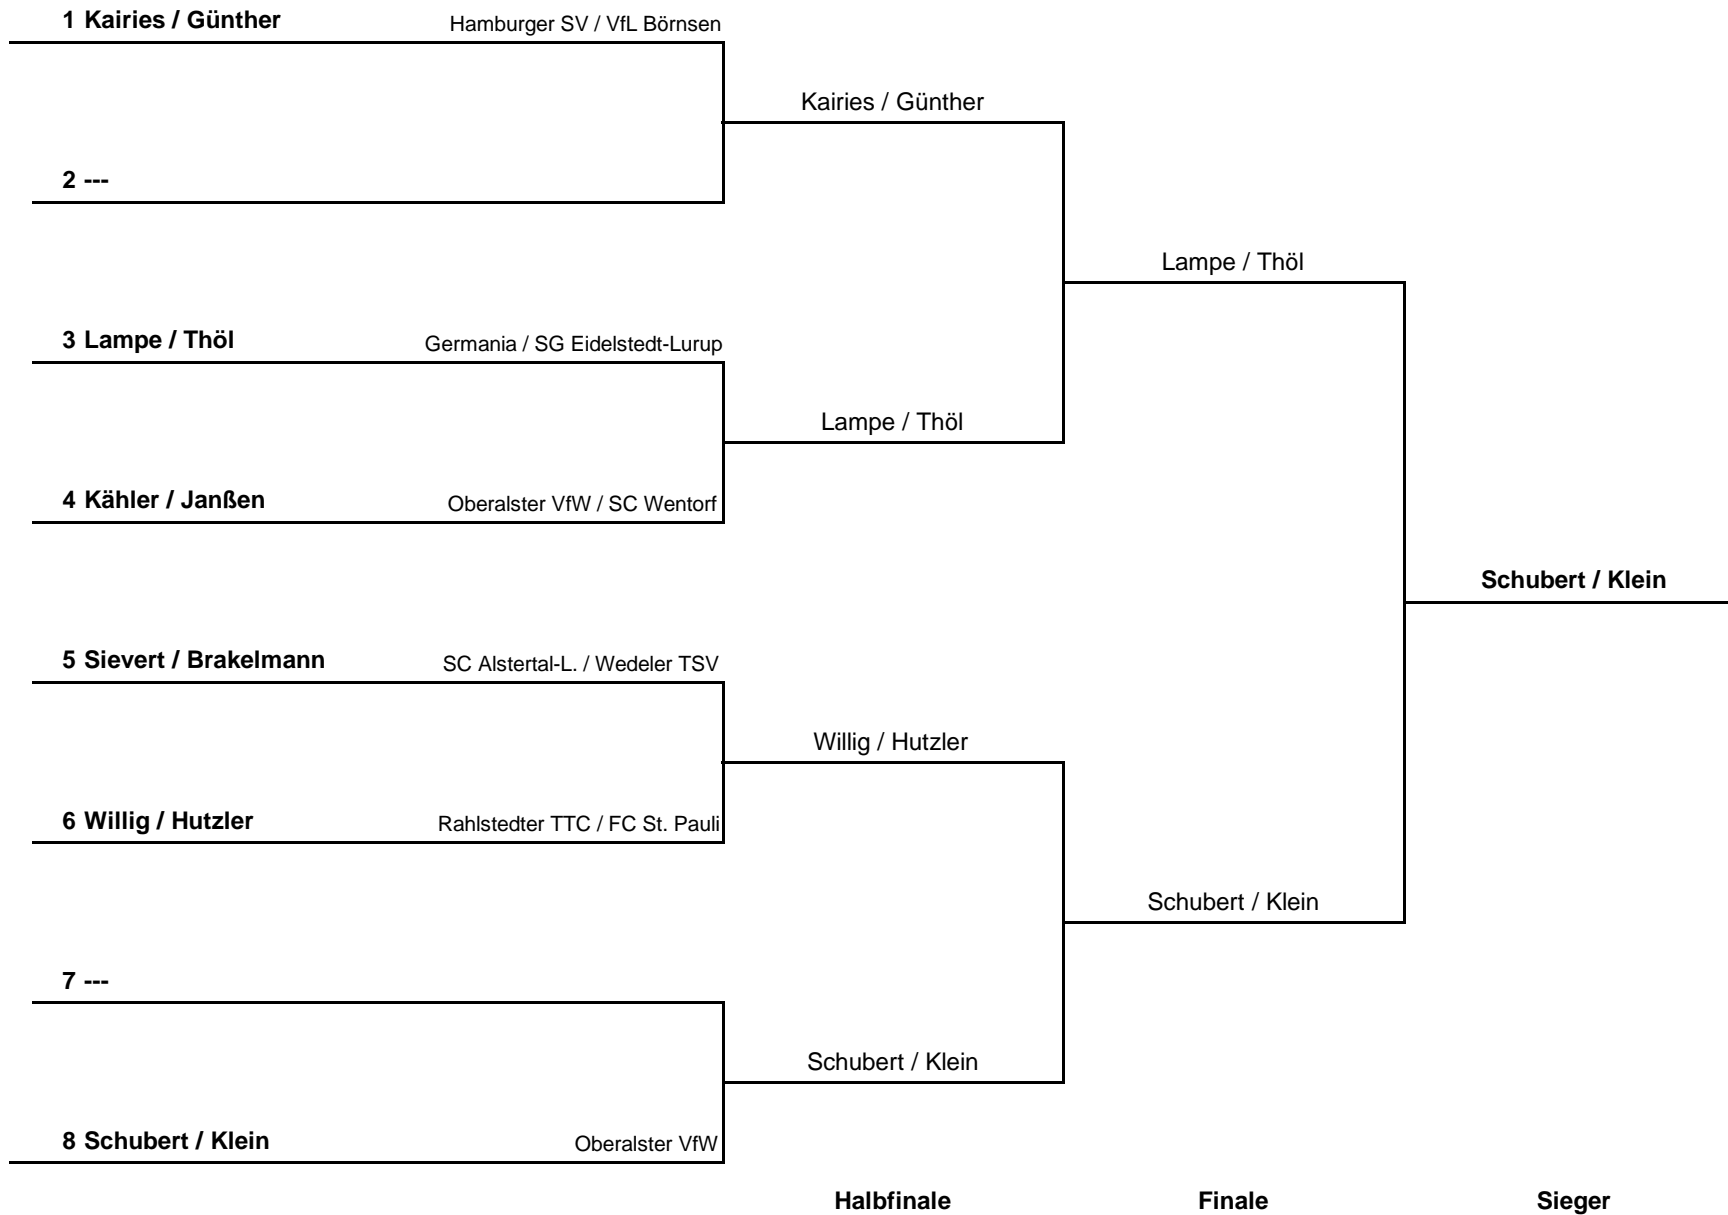 1 Kairies / Günther Hamburger SV / VfL Börnsen
Kairies / Günther
2 ---
Lampe / Thöl
3 Lampe / Thöl Germania / SG Eidelstedt-Lurup
Lampe / Thöl
4 Kähler / Janßen Oberalster VfW / SC Wentorf
Schubert / Klein
5 Sievert / Brakelmann SC Alstertal-L. / Wedeler TSV
Willig / Hutzler
6 Willig / Hutzler Rahlstedter TTC / FC St. Pauli
Schubert / Klein
7 ---
Schubert / Klein
8 Schubert / Klein Oberalster VfW
Halbfinale Finale Sieger